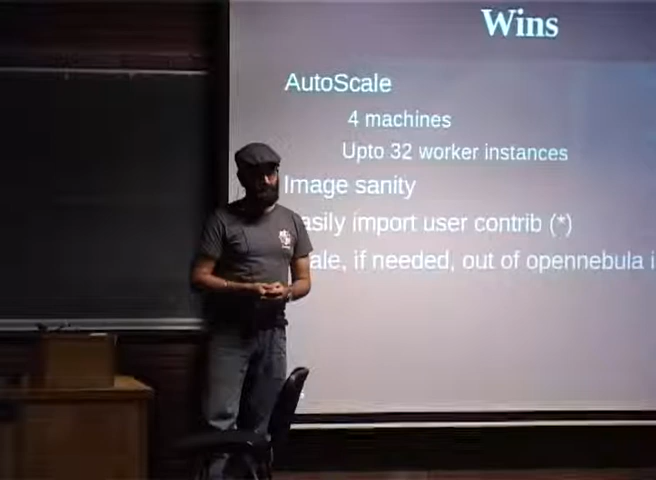 Wins
AutoScale
4 machines
Upto 32 worker instances
Image sanity
asily import user contrib (*)
ale, if needed, out of opennebula i